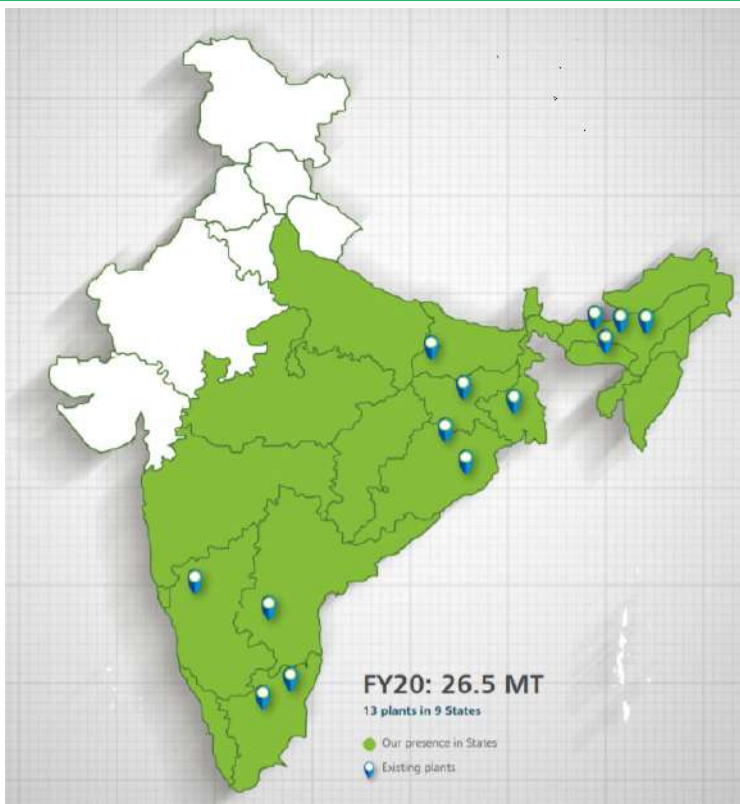 FY20: 26.5 MT
13 plants in 9 States
Our presence in States
Existing plants